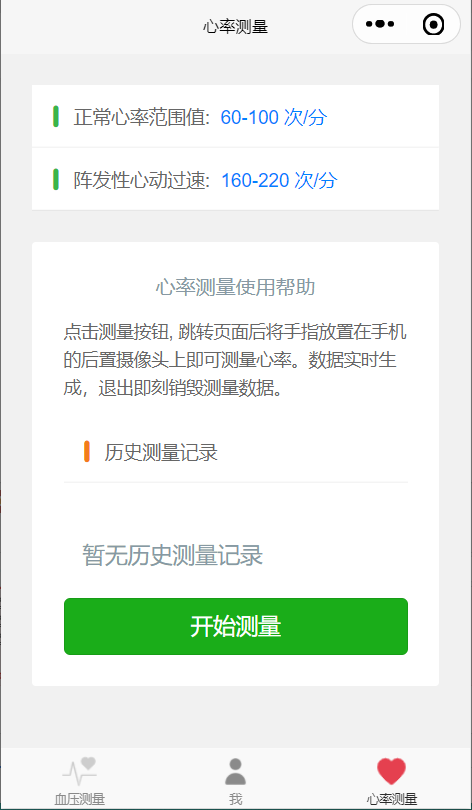 心率测量
正常心率范围值: 60-100 次/分
阵发性心动过速: 160-220 次/分
心率测量使用帮助
点击测量按钮, 跳转页面后将手指放置在手机
的后置摄像头上即可测量心率。数据实时生
成，退出即刻销毁测量数据。
历史测量记录
暂无历史测量记录
开始测量
血压测量
我
心率测量